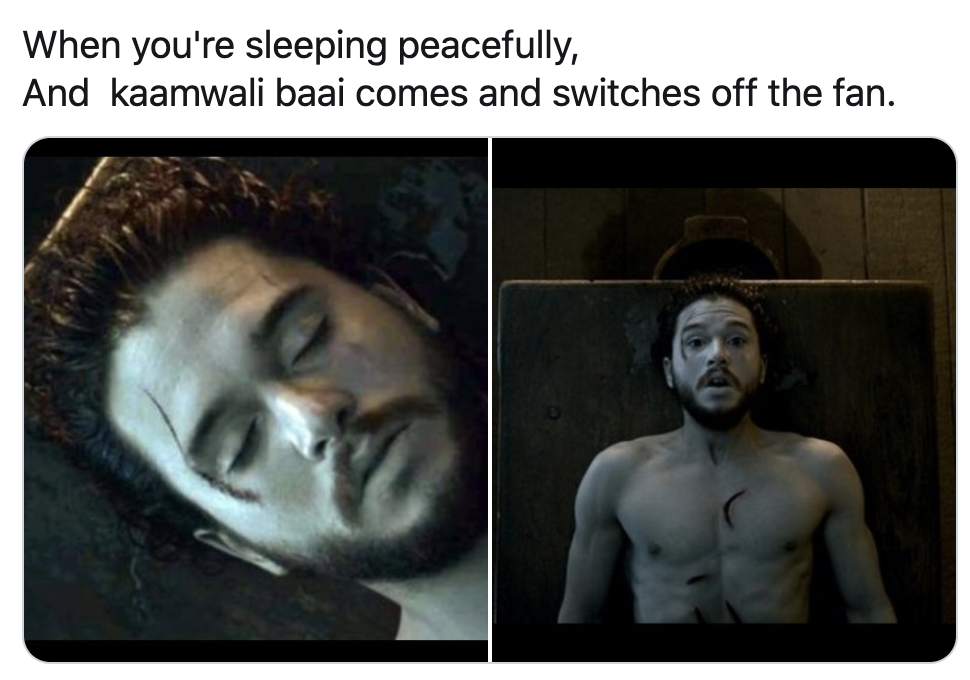 When you're sleeping peacefully,
And  kaamwali baai comes and switches off the fan.